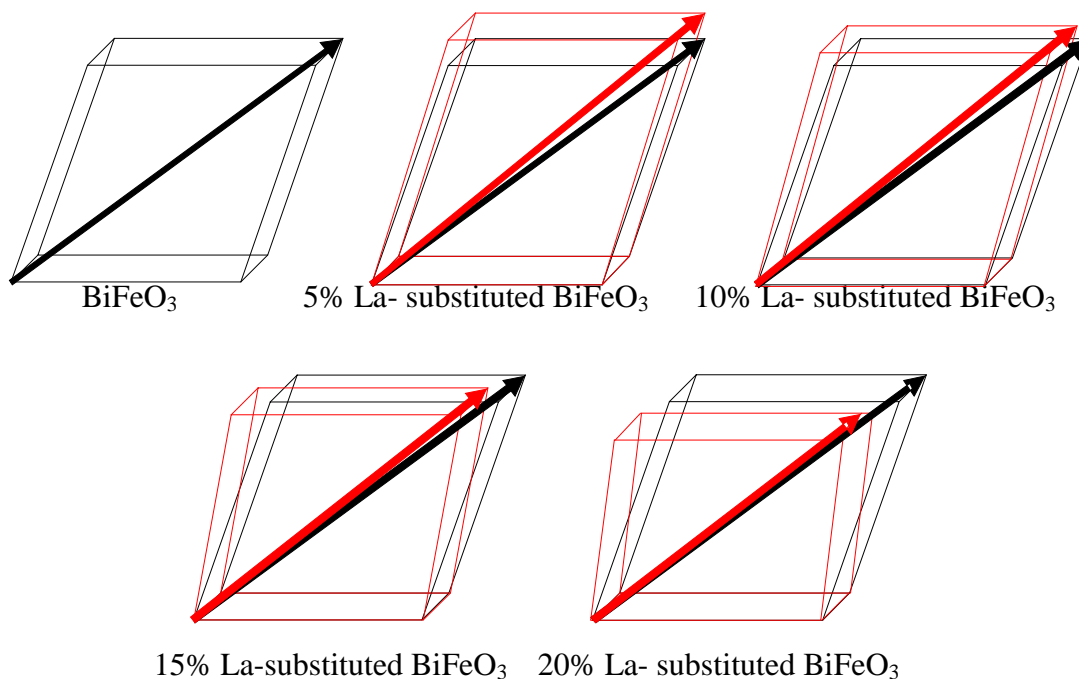 BiFeO₃
5% La- substituted BiFeO₃
10% La- substituted BiFeO₃
15% La-substituted BiFeO₃
20% La- substituted BiFeO₃